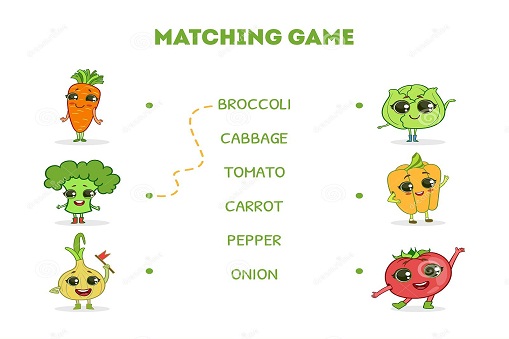 MATCHING GAME
BROCCOLI
CABBAGE
TOMATO
CARROT
PEPPER
ONION